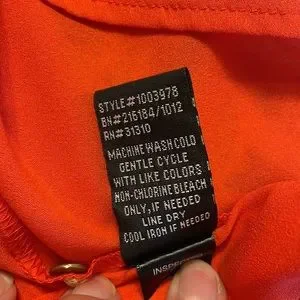 STYLE#1003978
BN#216184/1012
RN#31310
MACHINE WASH COLD
GENTLE CYCLE
WITH LIKE COLORS
NON-CHLORINE BLEACH
ONLY, IF NEEDED
LINE DRY
COOL IRON IF NEEDED